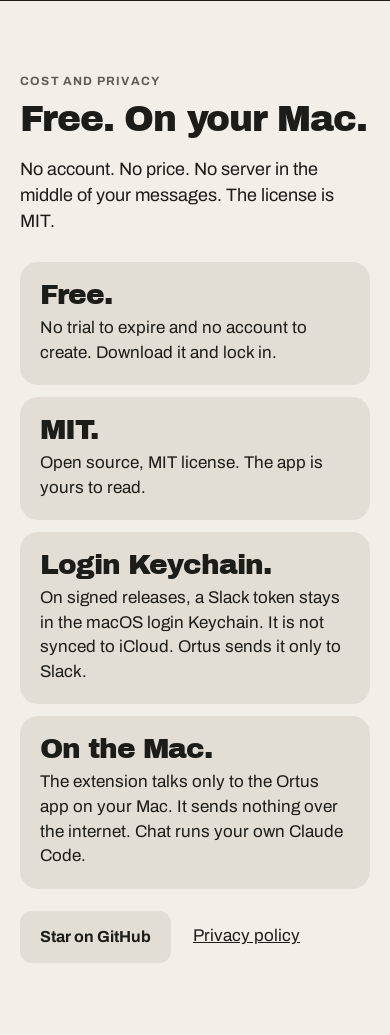 COST AND PRIVACY
Free. On your Mac.
No account. No price. No server in the
middle of your messages. The license is
MIT.
Free.
No trial to expire and no account to
create. Download it and lock in.
MIT.
Open source, MIT license. The app is
yours to read.
Login Keychain.
On signed releases, a Slack token stays
in the macOS login Keychain. It is not
synced to iCloud. Ortus sends it only to
Slack.
On the Mac.
The extension talks only to the Ortus
app on your Mac. It sends nothing over
the internet. Chat runs your own Claude
Code.
Star on GitHub
Privacy policy